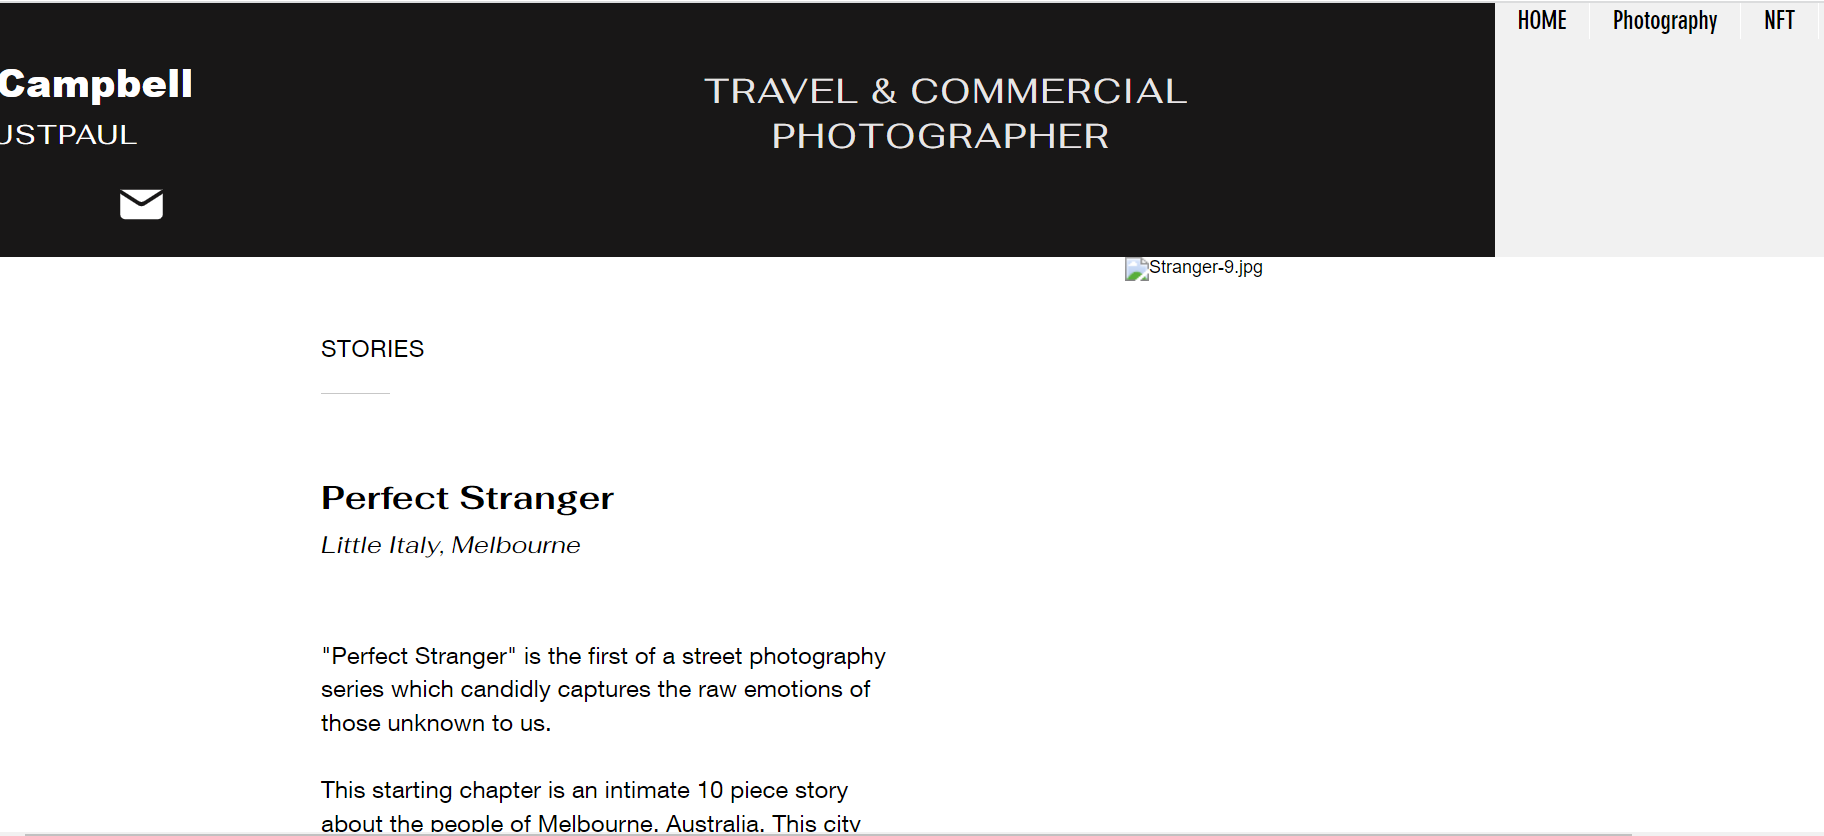 HOME Photography NFT
Campbell
USTPAUL
TRAVEL & COMMERCIAL
PHOTOGRAPHER
Stranger-9.jpg
STORIES
Perfect Stranger
Little Italy, Melbourne
"Perfect Stranger" is the first of a street photography
series which candidly captures the raw emotions of
those unknown to us.
This starting chapter is an intimate 10 piece story
about the people of Melbourne, Australia. This city